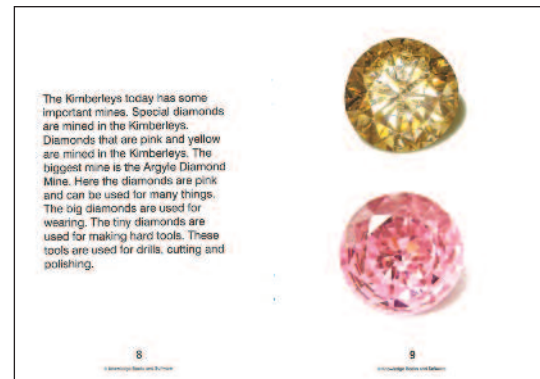 The Kimberleys today has some
important mines. Special diamonds
are mined in the Kimberleys.
Diamonds that are pink and yellow
are mined in the Kimberleys. The
biggest mine is the Argyle Diamond
Mine. Here the diamonds are pink
and can be used for many things.
The big diamonds are used for
wearing. The tiny diamonds are
used for making hard tools. These
tools are used for drills, cutting and
polishing.
8
9